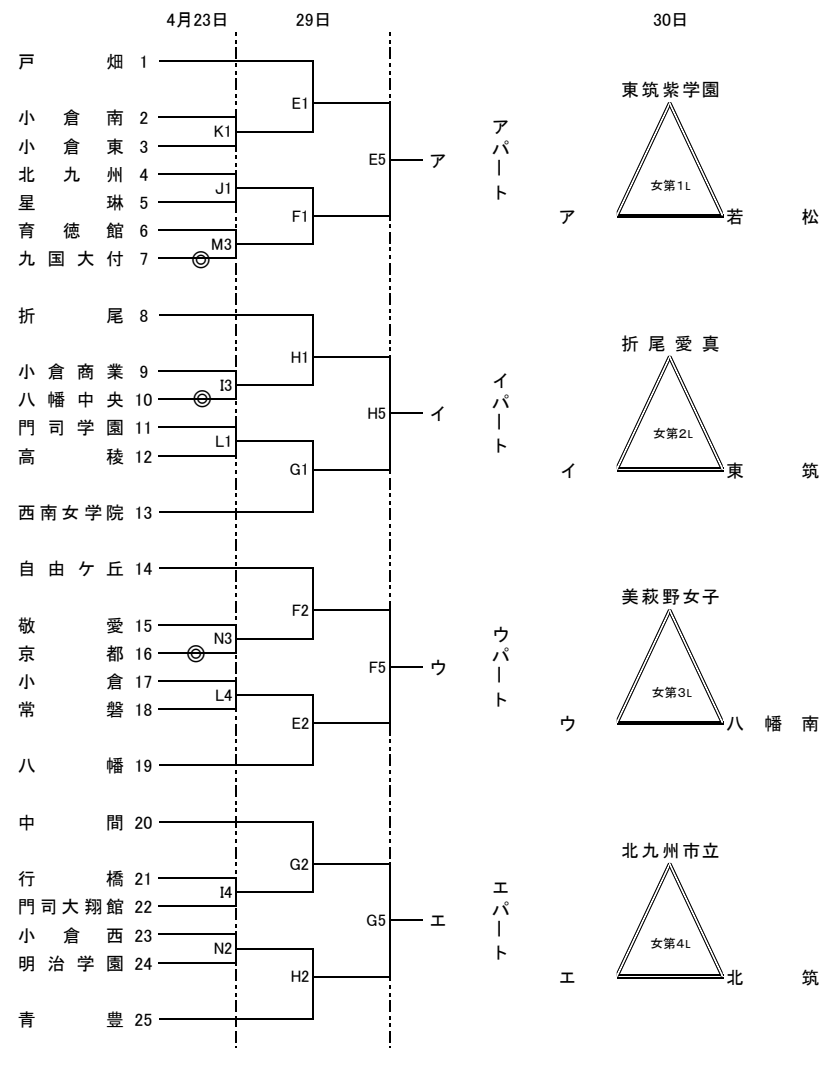 4月23日 29日 30日
戸畑 1
小倉南 2
小倉東 3
北九州 4
星琳 5
育徳館 6
九国大付 7 ◎
E1
K1
J1
F1
M3
E5
ア
アパート
東筑紫学園
女第1L
ア 若松
折尾 8
小倉商業 9
八幡中央 10 ◎
門司学園 11
高稜 12
西南女学院 13
H1
I3
L1
G1
H5
イ
イパート
折尾愛真
女第2L
イ 東筑
自由ケ丘 14
敬愛 15
京都 16 ◎
小倉 17
常磐 18
八幡 19
F2
N3
L4
E2
F5
ウ
ウパート
美萩野女子
女第3L
ウ 八幡南
中間 20
行橋 21
門司大翔館 22
小倉西 23
明治学園 24
青豊 25
G2
I4
N2
H2
G5
エ
エパート
北九州市立
女第4L
エ 北筑